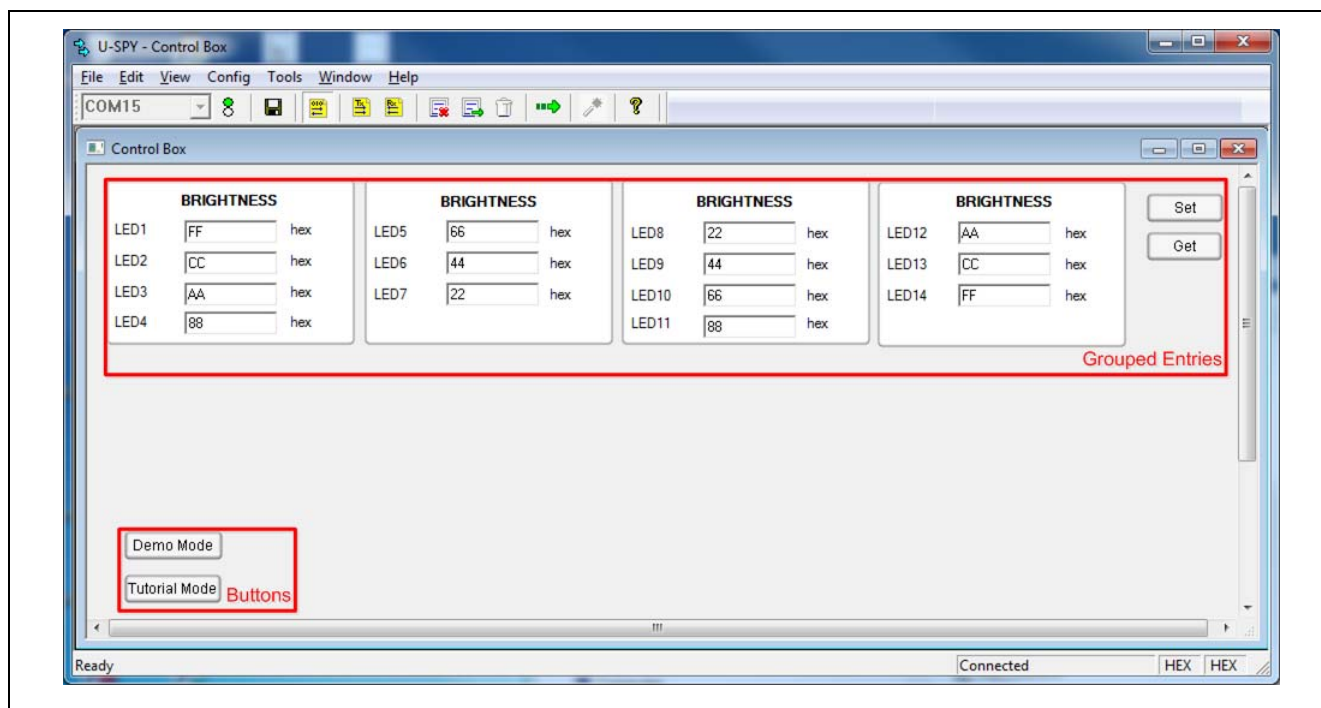 U-SPY - Control Box
File Edit View Config Tools Window Help
COM15
Control Box
BRIGHTNESS BRIGHTNESS BRIGHTNESS BRIGHTNESS
LED1 FF hex LED5 66 hex LED8 22 hex LED12 AA hex Set
LED2 CC hex LED6 44 hex LED9 44 hex LED13 CC hex Get
LED3 AA hex LED7 22 hex LED10 66 hex LED14 FF hex
LED4 88 hex LED11 88 hex
Grouped Entries
Demo Mode
Tutorial Mode Buttons
Ready Connected HEX HEX